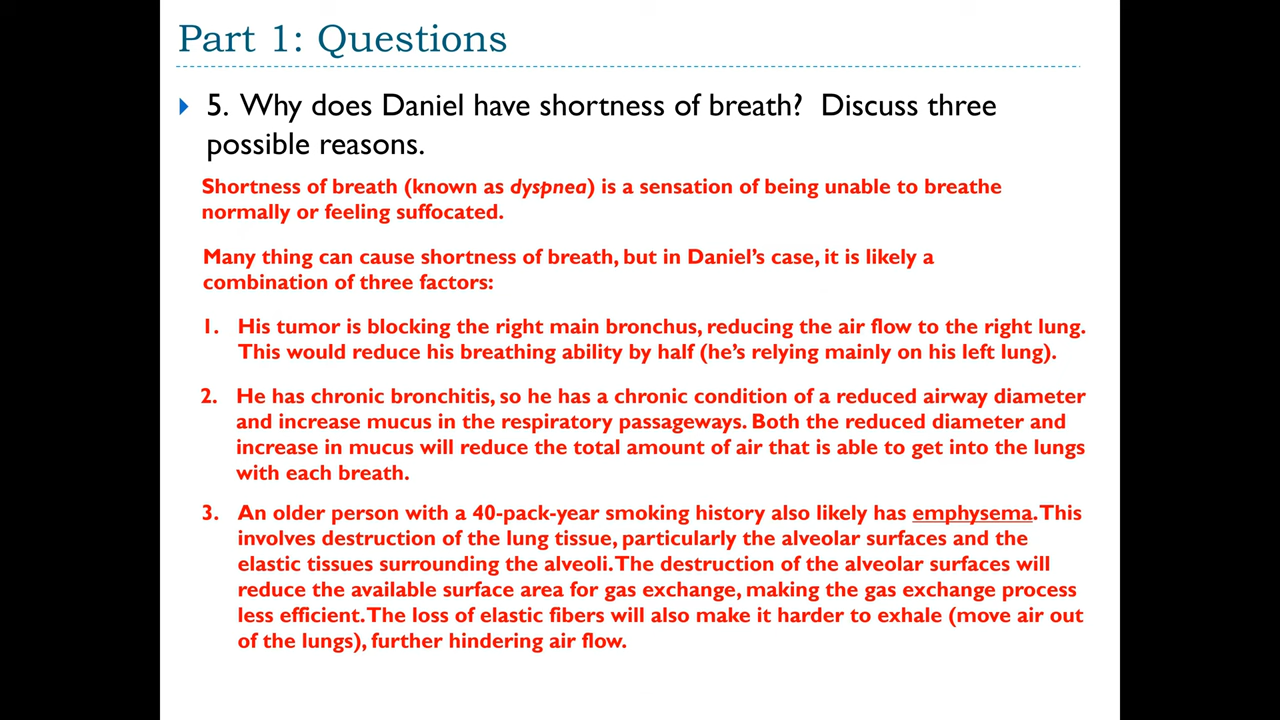 Part 1: Questions
5. Why does Daniel have shortness of breath? Discuss three
possible reasons.
Shortness of breath (known as dyspnea) is a sensation of being unable to breathe
normally or feeling suffocated.
Many thing can cause shortness of breath, but in Daniel's case, it is likely a
combination of three factors:
1. His tumor is blocking the right main bronchus, reducing the air flow to the right lung.
This would reduce his breathing ability by half (he's relying mainly on his left lung).
2. He has chronic bronchitis, so he has a chronic condition of a reduced airway diameter
and increase mucus in the respiratory passageways. Both the reduced diameter and
increase in mucus will reduce the total amount of air that is able to get into the lungs
with each breath.
3. An older person with a 40-pack-year smoking history also likely has emphysema. This
involves destruction of the lung tissue, particularly the alveolar surfaces and the
elastic tissues surrounding the alveoli. The destruction of the alveolar surfaces will
reduce the available surface area for gas exchange, making the gas exchange process
less efficient. The loss of elastic fibers will also make it harder to exhale (move air out
of the lungs), further hindering air flow.